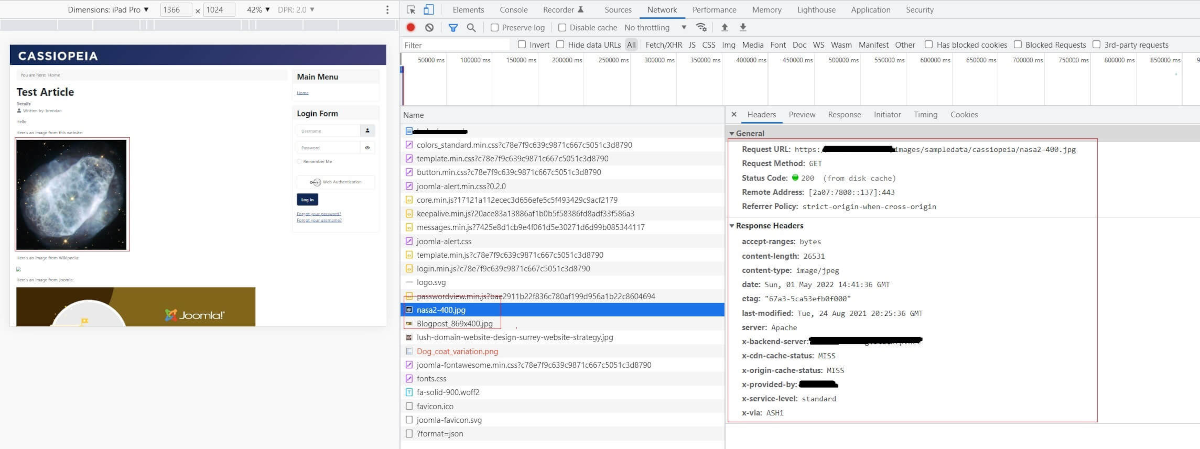 Dimensions: iPad Pro ▼ 1366 × 1024 42% ▼ DPR: 2.0 ▼
CASSIOPEIA
You are here: Home
Test Article
Details
Hello
Here's an image from this website:
Here's an image from Wikipedia:
Here's an image from Joomla:
Joomla!
Main Menu
Home
Login Form
Username
Password
Remember Me
Web Authentication
Log in
Forgot your password?
Forgot your username?
Elements Console Recorder Sources Network Performance Memory Lighthouse Application Security
Preserve log Disable cache No throttling ▼
Filter Invert Hide data URLs All Fetch/XHR JS CSS Img Media Font Doc WS Wasm Manifest Other Has blocked cookies Blocked Requests 3rd-party requests
50000 ms 100000 ms 150000 ms 200000 ms 250000 ms 300000 ms 350000 ms 400000 ms 450000 ms 500000 ms 550000 ms 600000 ms 650000 ms 700000 ms 750000 ms 800000 ms 850000 ms
Name
colors_standard.min.css?c78e7f9c639c9871c667c5051c3d8790
template.min.css?c78e7f9c639c9871c667c5051c3d8790
button.min.css?c78e7f9c639c9871c667c5051c3d8790
joomla-alert.min.css?0.2.0
core.min.js?17121a112ecec3d656efe5c5f493429c9acf2179
keepalive.min.js?20ace83a13886af1b0b5f58386fd8adf33f586a3
messages.min.js?7425e8d1cb9e4f061d5e30271d6d99b085344117
joomla-alert.css
template.min.js?c78e7f9c639c9871c667c5051c3d8790
login.min.js?c78e7f9c639c9871c667c5051c3d8790
logo.svg
passwordview.min.js?bae2911b22f836c780af199d956a1b22c8604694
nasa2-400.jpg
Blogpost_869x400.jpg
lush-domain-website-design-surrey-website-strategy.jpg
Dog_coat_variation.png
joomla-fontawesome.min.css?c78e7f9c639c9871c667c5051c3d8790
fonts.css
fa-solid-900.woff2
favicon.ico
joomla-favicon.svg
?format=json
× Headers Preview Response Initiator Timing Cookies
▼ General
Request URL: https: images/sampledata/cassiopeia/nasa2-400.jpg
Request Method: GET
Status Code: 200 (from disk cache)
Remote Address: [2a07:7800::137]:443
Referrer Policy: strict-origin-when-cross-origin
▼ Response Headers
accept-ranges: bytes
content-length: 26531
content-type: image/jpeg
date: Sun, 01 May 2022 14:41:36 GMT
etag: "67a3-5ca53efb0f000"
last-modified: Tue, 24 Aug 2021 20:25:36 GMT
server: Apache
x-backend-server:
x-cdn-cache-status: MISS
x-origin-cache-status: MISS
x-provided-by:
x-service-level: standard
x-via: ASH1